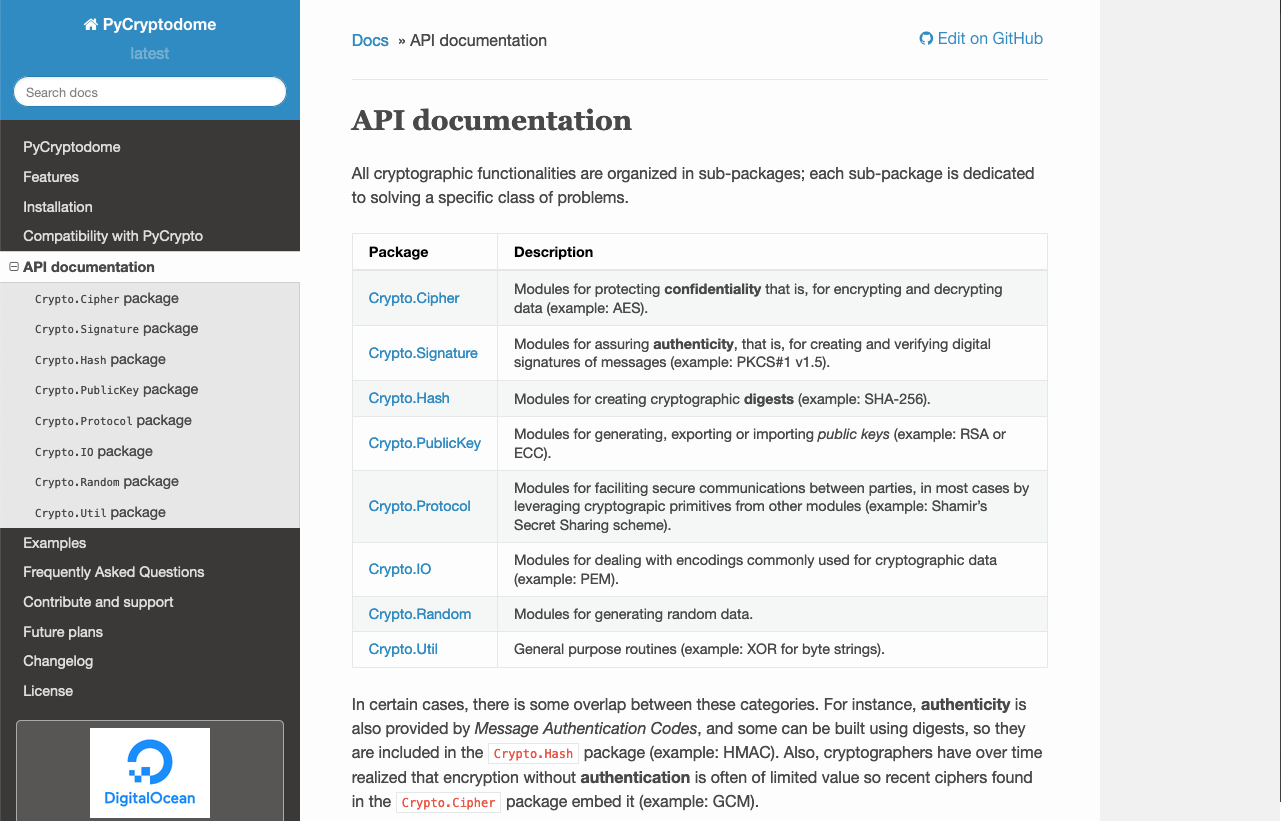 PyCryptodome
latest
Search docs
PyCryptodome
Features
Installation
Compatibility with PyCrypto
API documentation
Crypto.Cipher package
Crypto.Signature package
Crypto.Hash package
Crypto.PublicKey package
Crypto.Protocol package
Crypto.IO package
Crypto.Random package
Crypto.Util package
Examples
Frequently Asked Questions
Contribute and support
Future plans
Changelog
License
DigitalOcean
Docs » API documentation
Edit on GitHub
API documentation
All cryptographic functionalities are organized in sub-packages; each sub-package is dedicated
to solving a specific class of problems.
Package Description
Crypto.Cipher Modules for protecting confidentiality that is, for encrypting and decrypting
data (example: AES).
Crypto.Signature Modules for assuring authenticity, that is, for creating and verifying digital
signatures of messages (example: PKCS#1 v1.5).
Crypto.Hash Modules for creating cryptographic digests (example: SHA-256).
Crypto.PublicKey Modules for generating, exporting or importing public keys (example: RSA or
ECC).
Crypto.Protocol Modules for faciliting secure communications between parties, in most cases by
leveraging cryptograpic primitives from other modules (example: Shamir's
Secret Sharing scheme).
Crypto.IO Modules for dealing with encodings commonly used for cryptographic data
(example: PEM).
Crypto.Random Modules for generating random data.
Crypto.Util General purpose routines (example: XOR for byte strings).
In certain cases, there is some overlap between these categories. For instance, authenticity is
also provided by Message Authentication Codes, and some can be built using digests, so they
are included in the Crypto.Hash package (example: HMAC). Also, cryptographers have over time
realized that encryption without authentication is often of limited value so recent ciphers found
in the Crypto.Cipher package embed it (example: GCM).